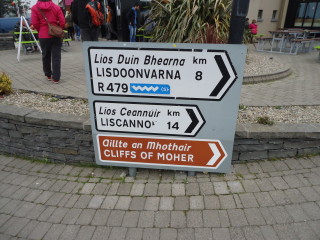 Lios Duin Bhearna km
LISDOONVARNA 8
R479
Lios Ceannúir km
LISCANNOR 14
Aillte an Mhothair
CLIFFS OF MOHER